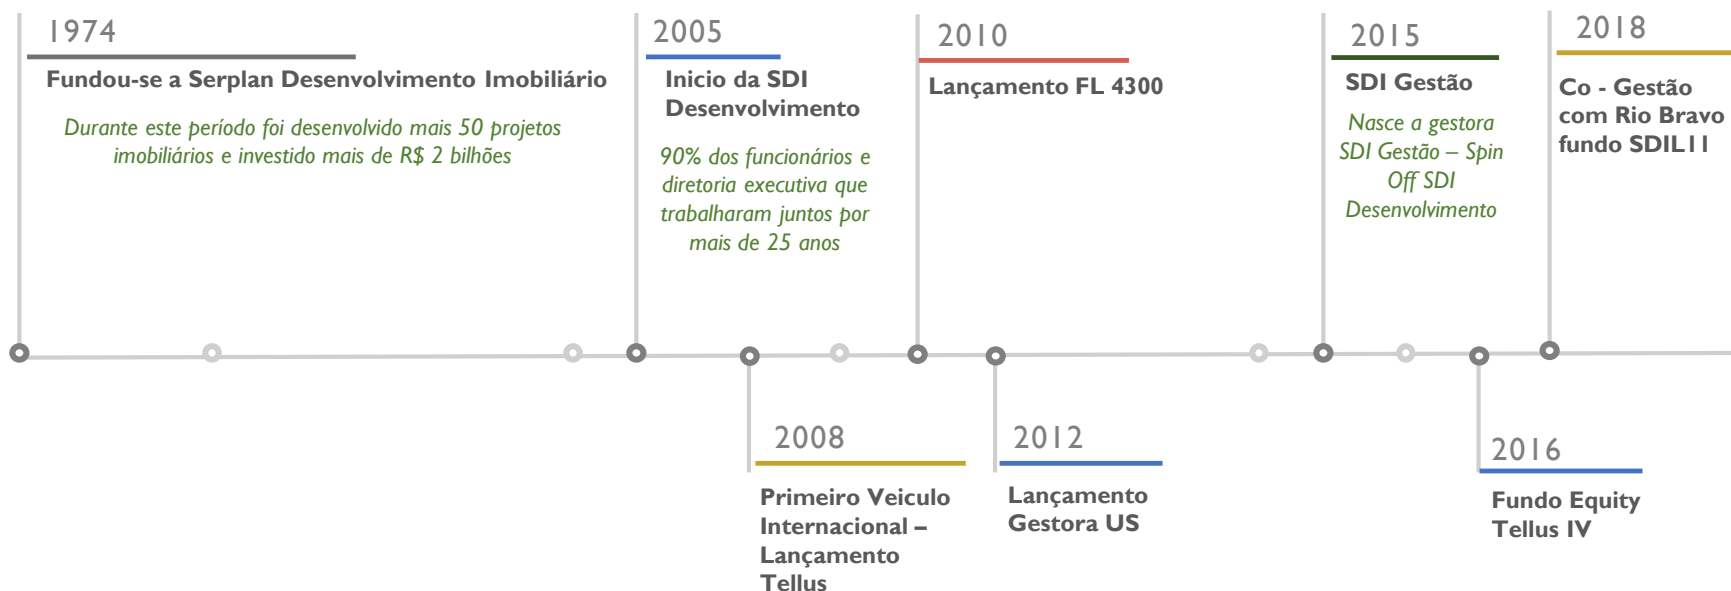 1974
Fundou-se a Serplan Desenvolvimento Imobiliário
Durante este período foi desenvolvido mais 50 projetos
imobiliários e investido mais de R$ 2 bilhões
2005
Inicio da SDI
Desenvolvimento
90% dos funcionários e
diretoria executiva que
trabalharam juntos por
mais de 25 anos
2008
Primeiro Veiculo
Internacional –
Lançamento
Tellus
2010
Lançamento FL 4300
2012
Lançamento
Gestora US
2015
SDI Gestão
Nasce a gestora
SDI Gestão – Spin
Off SDI
Desenvolvimento
2016
Fundo Equity
Tellus IV
2018
Co - Gestão
com Rio Bravo
fundo SDIL11